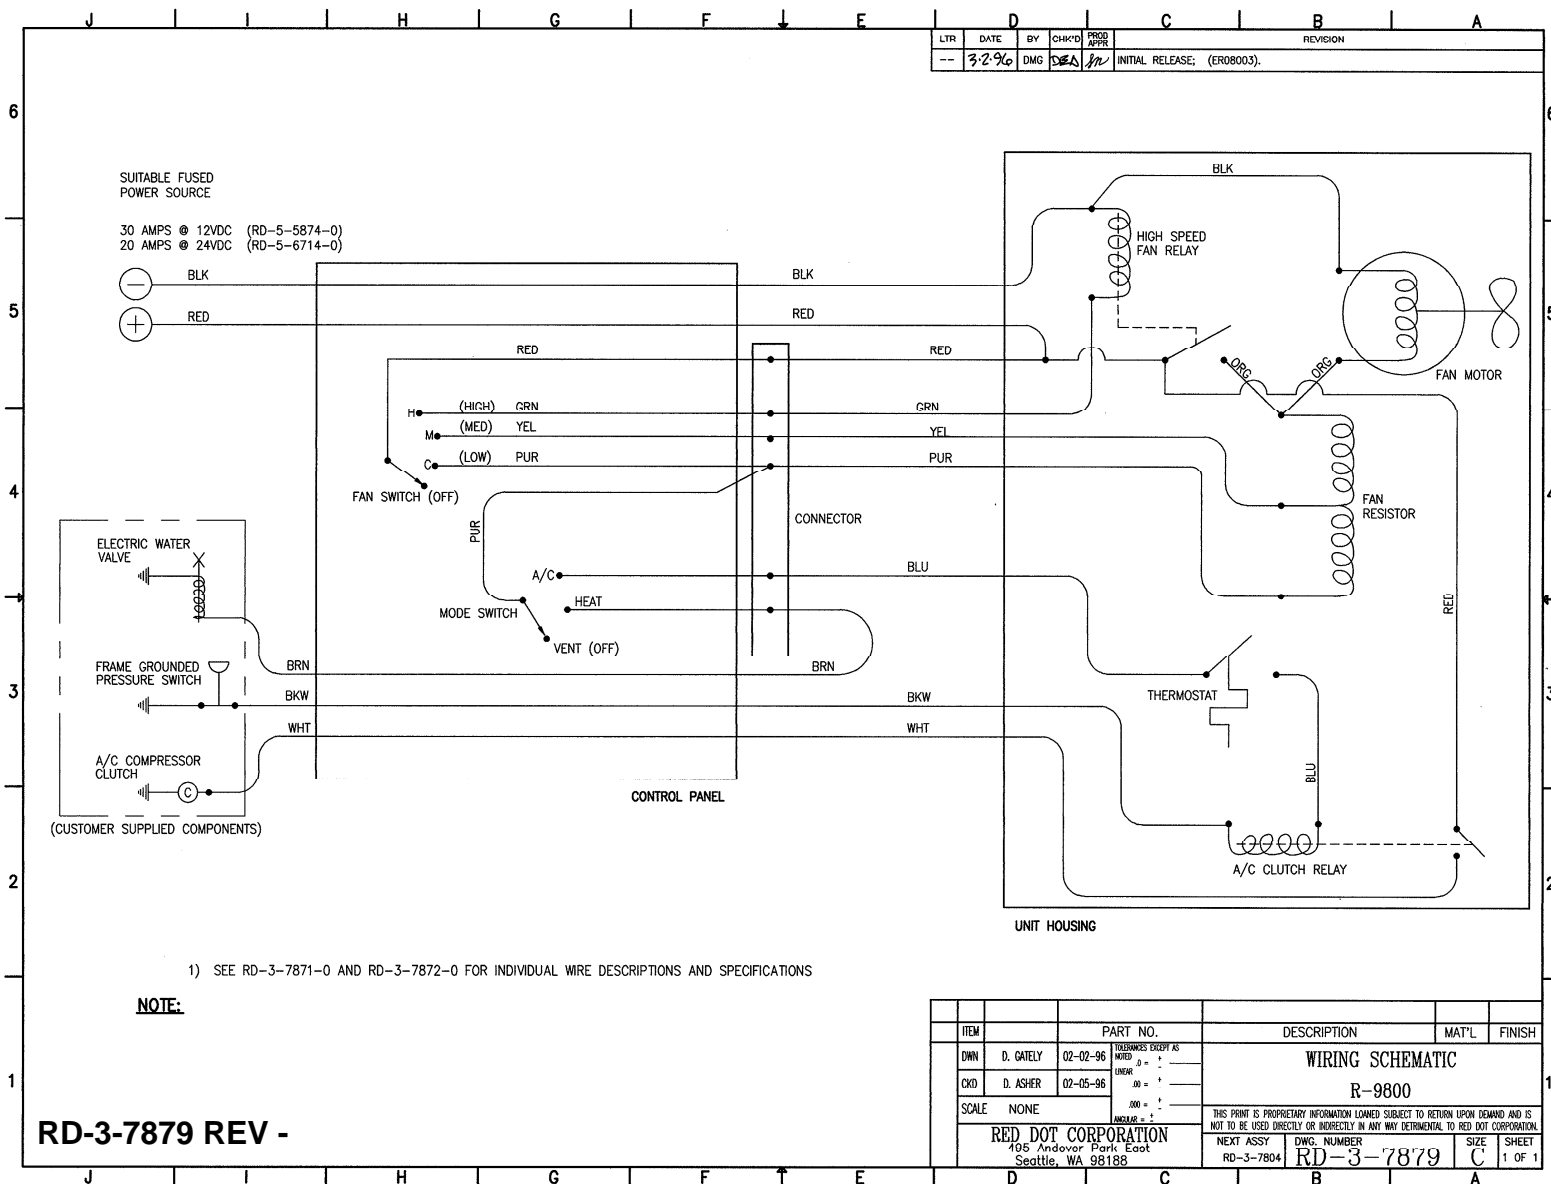 J I H G F E D C B A
LTR DATE BY CHK'D PROD APPR REVISION
-- 3-2-96 DMG INITIAL RELEASE; (ER08003).
6
SUITABLE FUSED
POWER SOURCE
30 AMPS @ 12VDC (RD-5-5874-0)
20 AMPS @ 24VDC (RD-5-6714-0)
BLK
HIGH SPEED
FAN RELAY
BLK BLK
5
RED RED
RED RED
ORG ORG
FAN MOTOR
H (HIGH) GRN GRN
M (MED) YEL YEL
C (LOW) PUR PUR
4
FAN SWITCH (OFF)
FAN
RESISTOR
PUR
CONNECTOR
ELECTRIC WATER
VALVE
A/C BLU
HEAT
MODE SWITCH
RED
VENT (OFF)
FRAME GROUNDED
PRESSURE SWITCH
BRN BRN
3
BKW BKW
THERMOSTAT
WHT WHT
A/C COMPRESSOR
CLUTCH
BLU
C
CONTROL PANEL
(CUSTOMER SUPPLIED COMPONENTS)
A/C CLUTCH RELAY
2
UNIT HOUSING
1) SEE RD-3-7871-0 AND RD-3-7872-0 FOR INDIVIDUAL WIRE DESCRIPTIONS AND SPECIFICATIONS
NOTE:
ITEM PART NO. DESCRIPTION MAT'L FINISH
DWN D. GATELY 02-02-96
TOLERANCES EXCEPT AS
NOTED .0 = ±
LINEAR
.00 = ±
.000 = ±
ANGULAR = ±
WIRING SCHEMATIC
CKD D. ASHER 02-05-96
R-9800
1
SCALE NONE
THIS PRINT IS PROPRIETARY INFORMATION LOANED SUBJECT TO RETURN UPON DEMAND AND IS
NOT TO BE USED DIRECTLY OR INDIRECTLY IN ANY WAY DETRIMENTAL TO RED DOT CORPORATION.
RD-3-7879 REV -
RED DOT CORPORATION
495 Andover Park East
Seattle, WA 98188
NEXT ASSY RD-3-7804
DWG. NUMBER RD-3-7879
SIZE C
SHEET 1 OF 1
J I H G F E D C B A